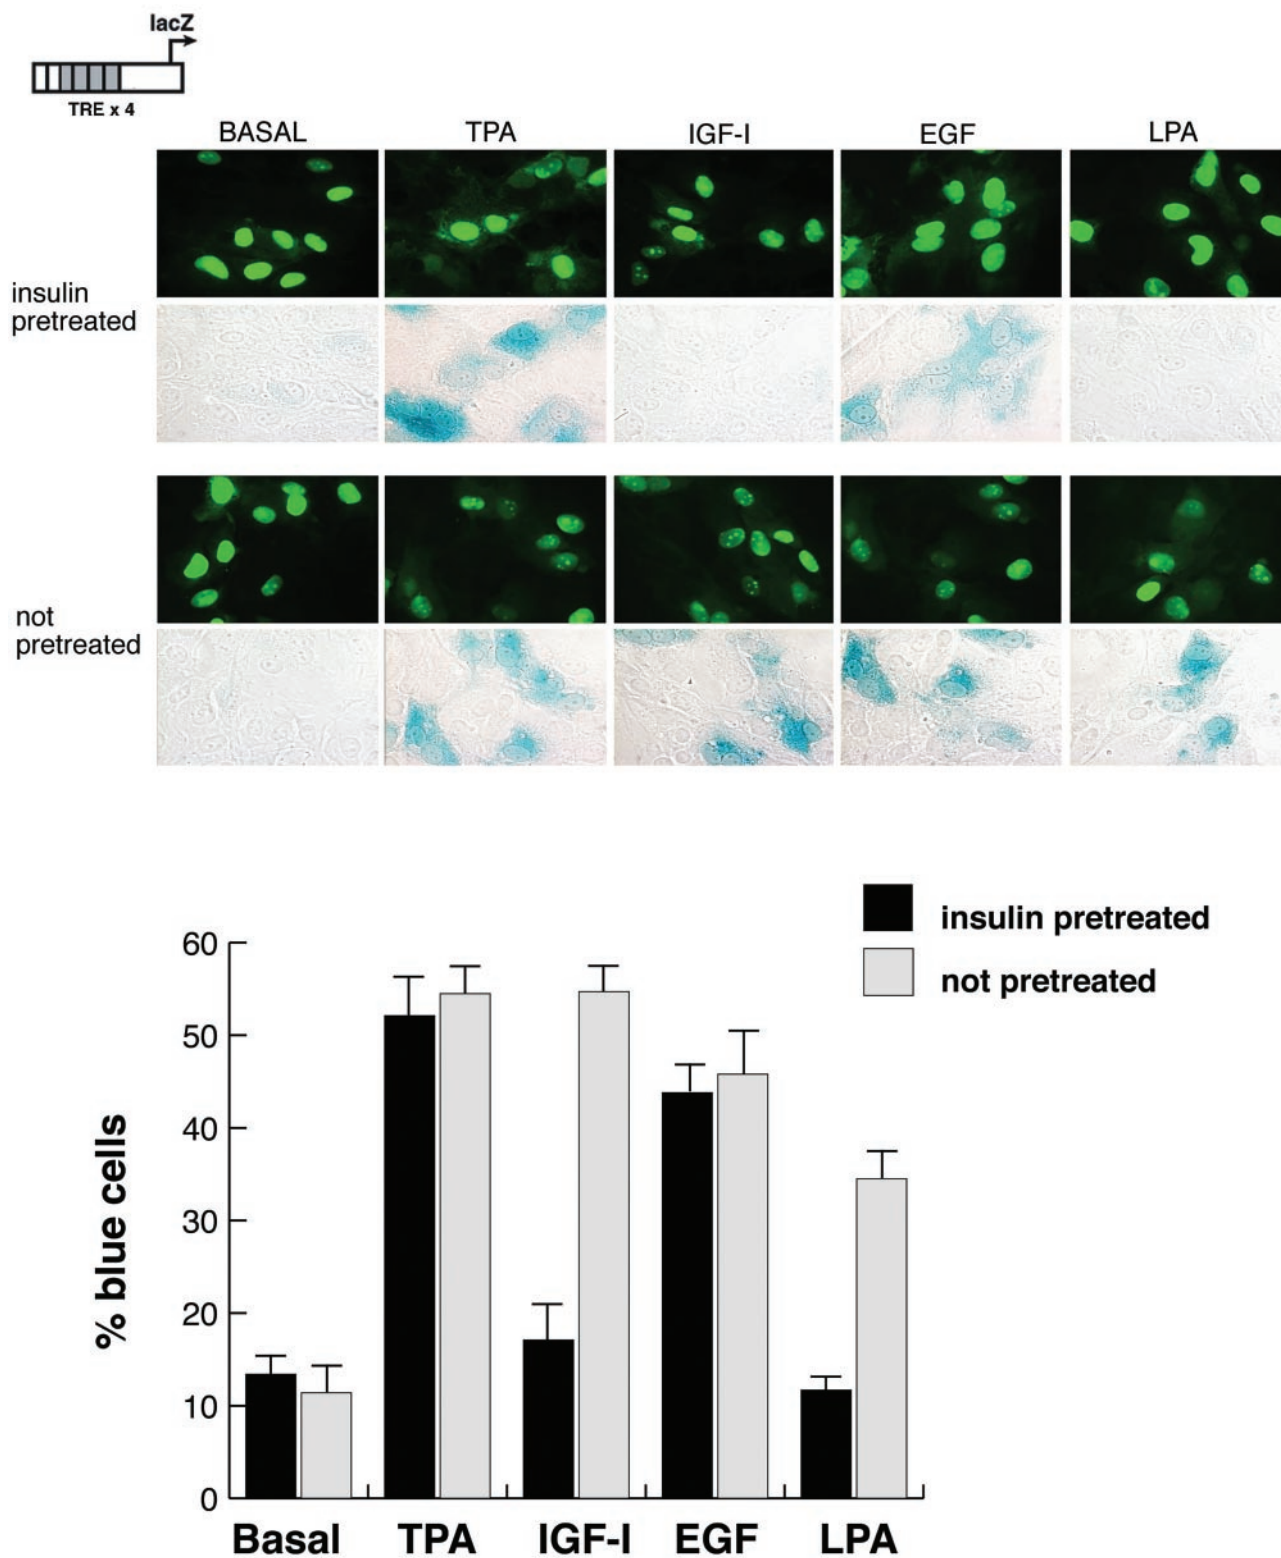 lacZ
TRE x 4
BASAL TPA IGF-I EGF LPA
insulin
pretreated
not
pretreated
insulin pretreated
not pretreated
% blue cells
60
50
40
30
20
10
0
Basal TPA IGF-I EGF LPA